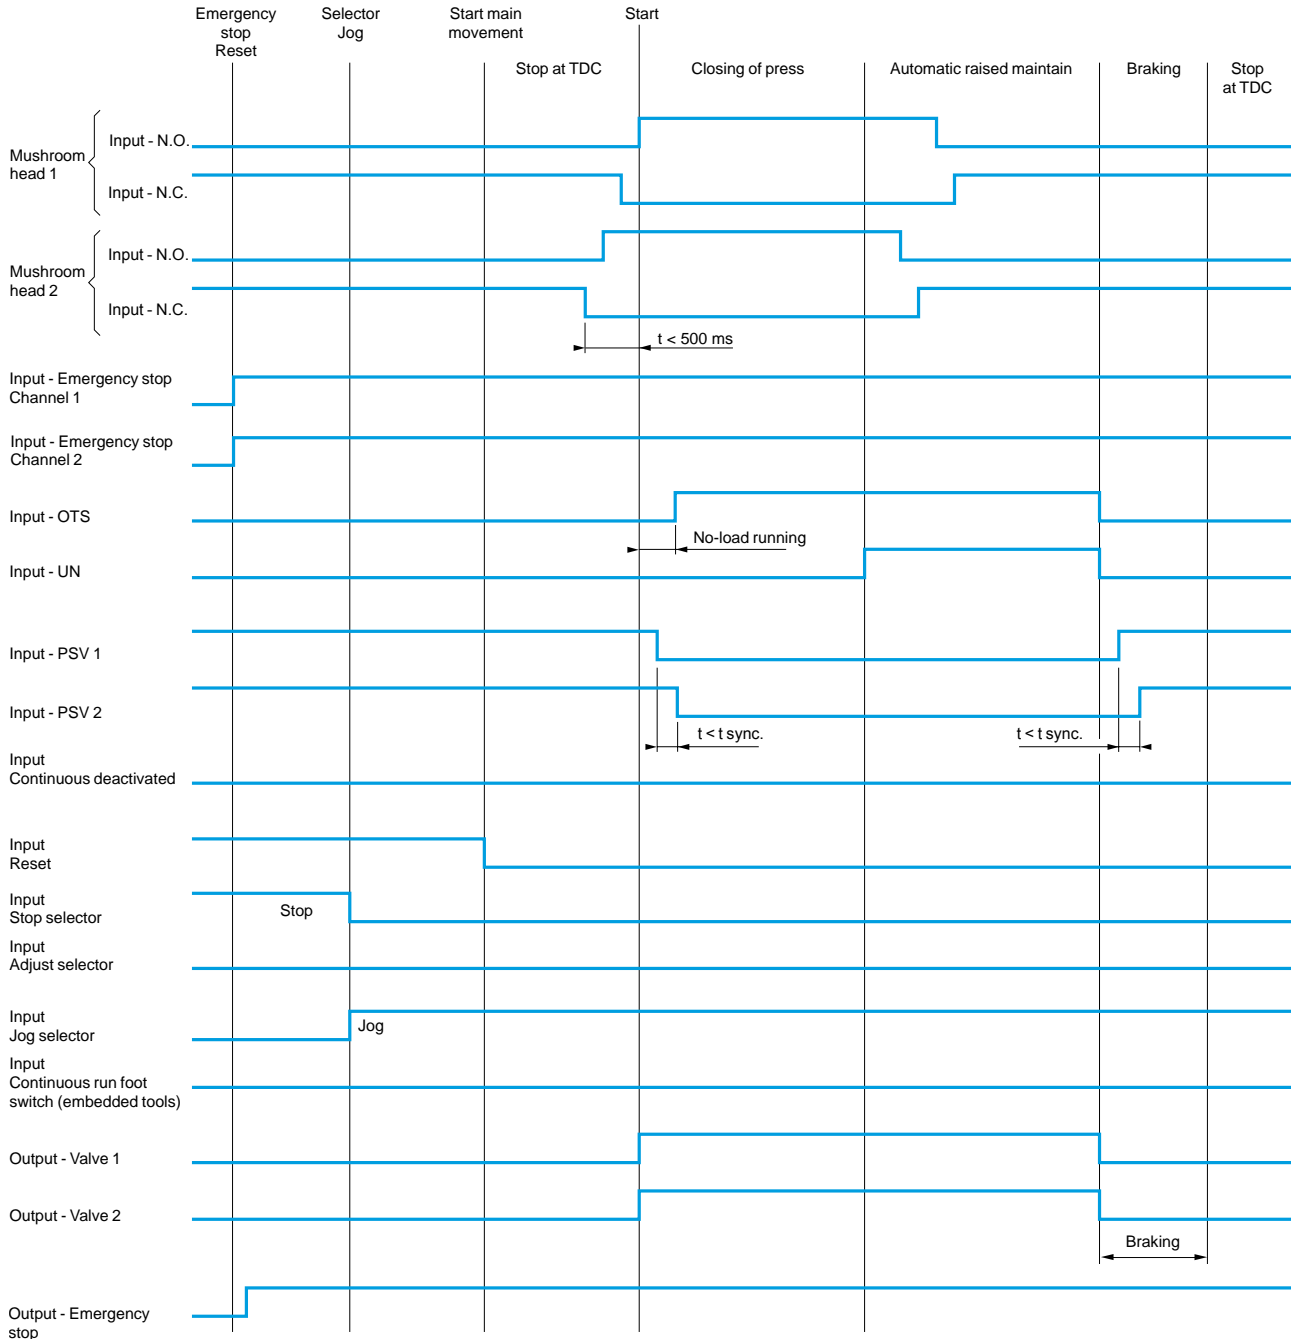 Emergency
stop
Reset
Selector
Jog
Start main
movement
Start
Stop at TDC
Closing of press
Automatic raised maintain
Braking
Stop
at TDC
Mushroom
head 1
Input - N.O.
Input - N.C.
Mushroom
head 2
Input - N.O.
Input - N.C.
t < 500 ms
Input - Emergency stop
Channel 1
Input - Emergency stop
Channel 2
Input - OTS
No-load running
Input - UN
Input - PSV 1
Input - PSV 2
t < t sync.
t < t sync.
Input
Continuous deactivated
Input
Reset
Input
Stop selector
Stop
Input
Adjust selector
Input
Jog selector
Jog
Input
Continuous run foot
switch (embedded tools)
Output - Valve 1
Output - Valve 2
Braking
Output - Emergency
stop